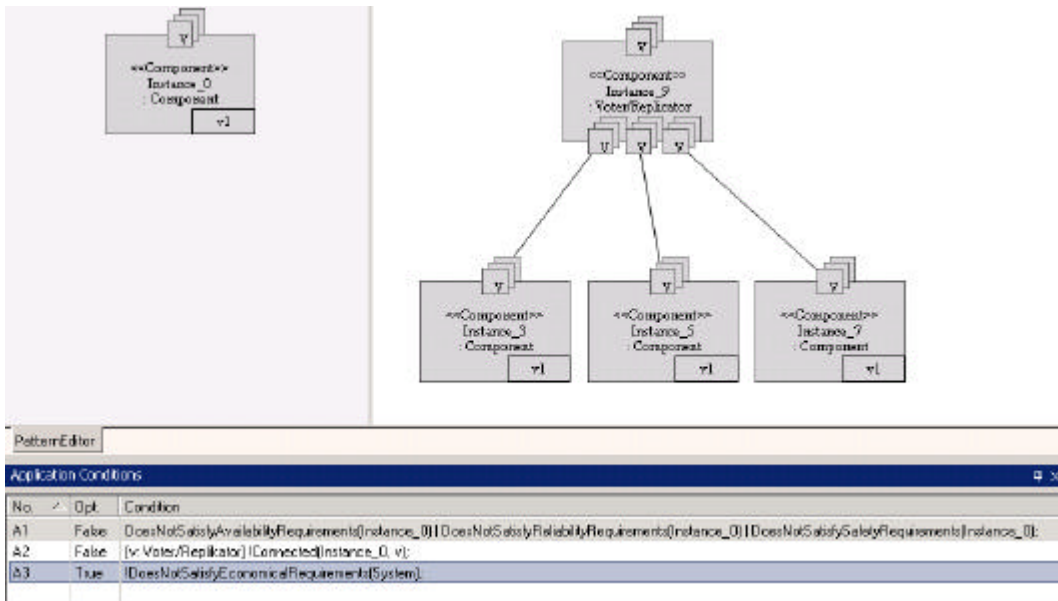 v
<<Component>>
Instance_0
: Component
v1
v
<<Component>>
Instance_9
: Voter/Replicator
v v v
v
<<Component>>
Instance_3
: Component
v1
v
<<Component>>
Instance_5
: Component
v1
v
<<Component>>
Instance_7
: Component
v1
PatternEditor
Application Conditions
No. Opt. Condition
A1 False DoesNotSatisfyAvailabilityRequirements(Instance_0) | DoesNotSatisfyReliabilityRequirements(Instance_0) | DoesNotSatisfySafetyRequirements(Instance_0);
A2 False (v: Voter/Replikator) !Connected(Instance_0, v);
A3 True !DoesNotSatisfyEconomicalRequirements(System);